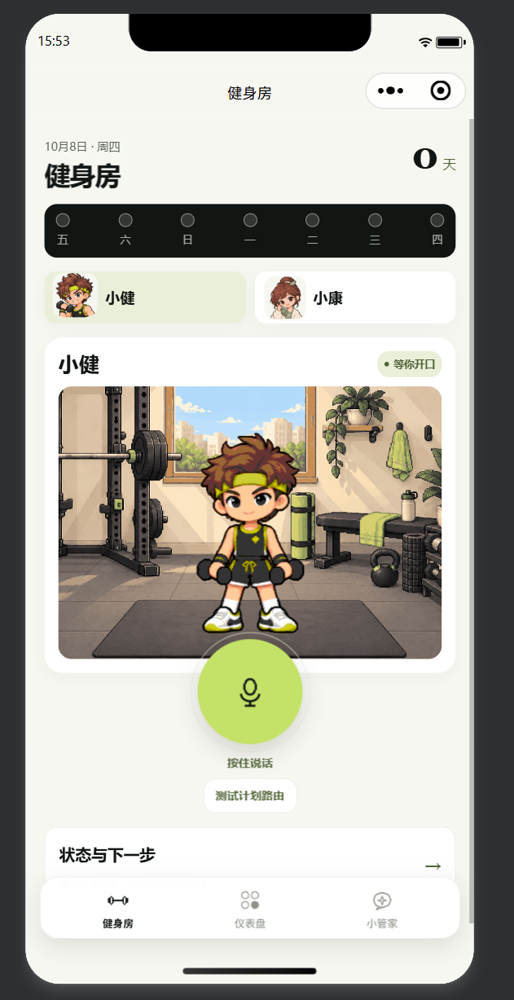 15:53
健身房
10月8日 · 周四
健身房
0 天
五 六 日 一 二 三 四
小健
小康
小健
等你开口
按住说话
测试计划路由
状态与下一步
→
健身房
仪表盘
小管家